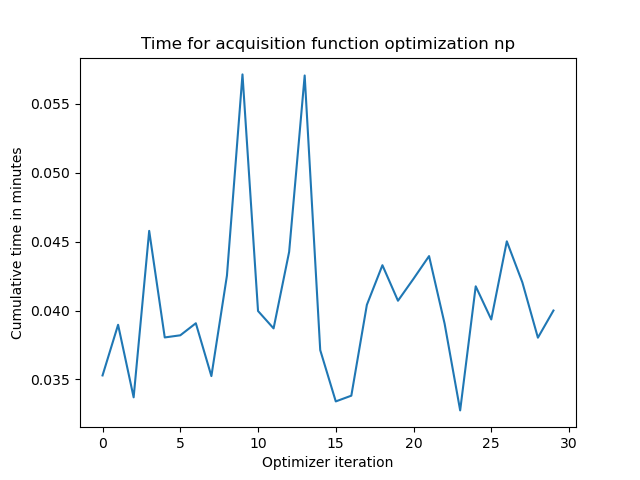 Time for acquisition function optimization np
0.055
0.050
0.045
0.040
0.035
Cumulative time in minutes
0 5 10 15 20 25 30
Optimizer iteration